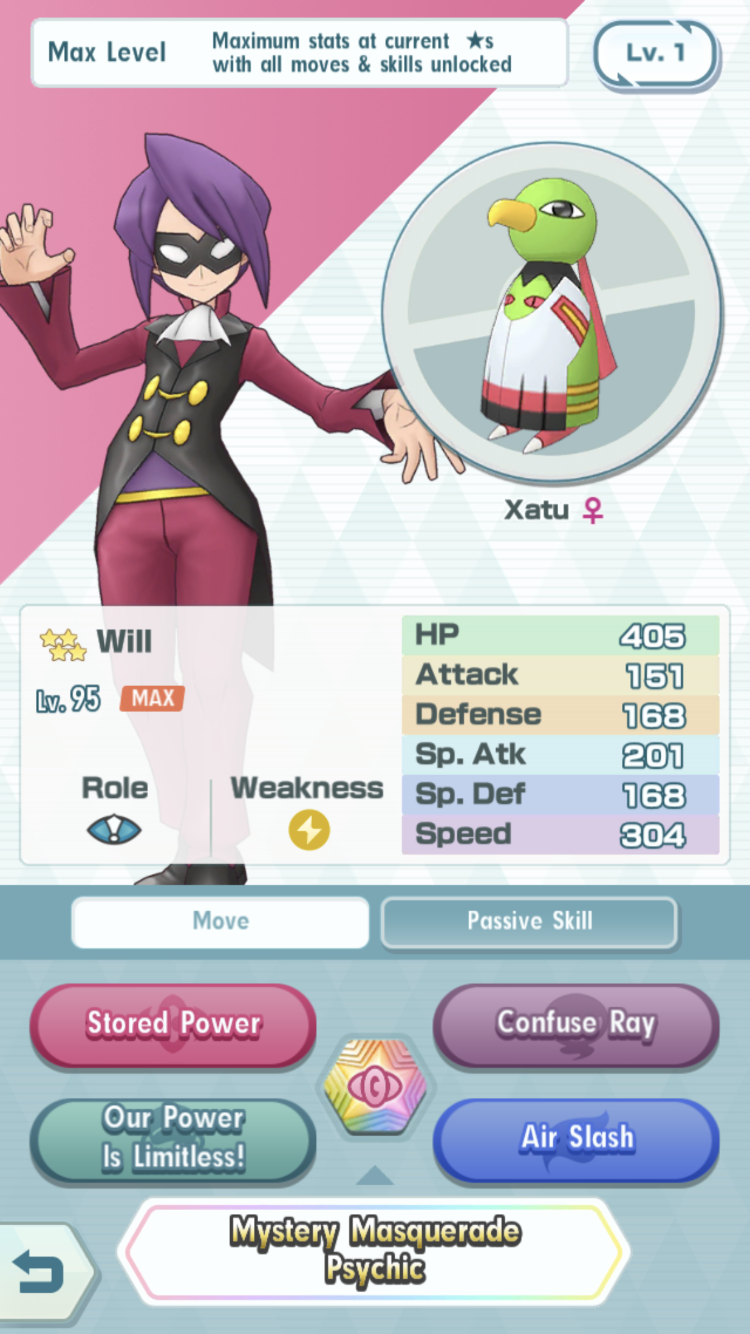 Max Level
Maximum stats at current ★s
with all moves & skills unlocked
Lv. 1
Xatu ♀
Will
Lv. 95 MAX
Role
Weakness
HP 405
Attack 151
Defense 168
Sp. Atk 201
Sp. Def 168
Speed 304
Move
Passive Skill
Stored Power
Confuse Ray
Our Power
Is Limitless!
Air Slash
Mystery Masquerade
Psychic